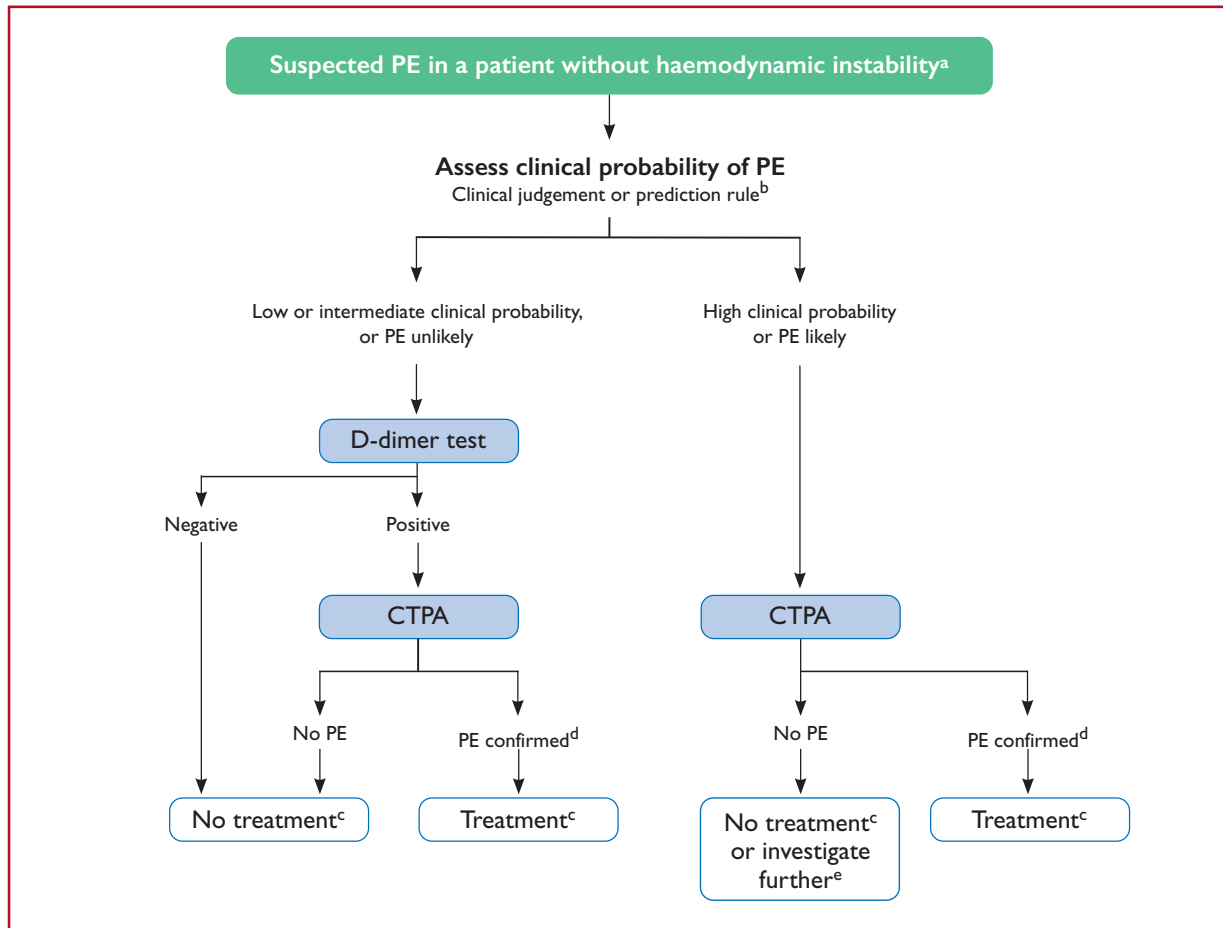 Suspected PE in a patient without haemodynamic instabilityᵃ
Assess clinical probability of PE
Clinical judgement or prediction ruleᵇ
Low or intermediate clinical probability,
or PE unlikely
High clinical probability
or PE likely
D-dimer test
Negative
Positive
CTPA
CTPA
No PE
PE confirmedᵈ
No PE
PE confirmedᵈ
No treatmentᶜ
Treatmentᶜ
No treatmentᶜ
or investigate
furtherᵉ
Treatmentᶜ